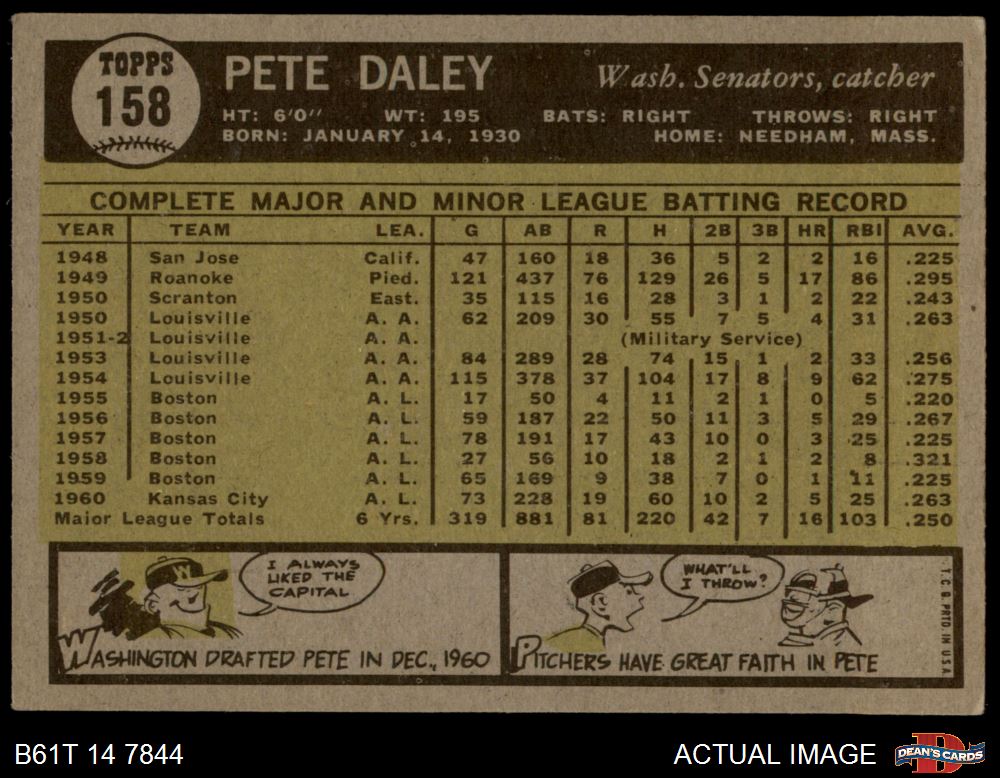 TOPPS
158
PETE DALEY Wash. Senators, catcher
HT: 6'0" WT: 195 BATS: RIGHT THROWS: RIGHT
BORN: JANUARY 14, 1930 HOME: NEEDHAM, MASS.
COMPLETE MAJOR AND MINOR LEAGUE BATTING RECORD
YEAR TEAM LEA. G AB R H 2B 3B HR RBI AVG.
1948 San Jose Calif. 47 160 18 36 5 2 2 16 .225
1949 Roanoke Pied. 121 437 76 129 26 5 17 86 .295
1950 Scranton East. 35 115 16 28 3 1 2 22 .243
1950 Louisville A. A. 62 209 30 55 7 5 4 31 .263
1951-2 Louisville A. A. (Military Service)
1953 Louisville A. A. 84 289 28 74 15 1 2 33 .256
1954 Louisville A. A. 115 378 37 104 17 8 9 62 .275
1955 Boston A. L. 17 50 4 11 2 1 0 5 .220
1956 Boston A. L. 59 187 22 50 11 3 5 29 .267
1957 Boston A. L. 78 191 17 43 10 0 3 25 .225
1958 Boston A. L. 27 56 10 18 2 1 2 8 .321
1959 Boston A. L. 65 169 9 38 7 0 1 11 .225
1960 Kansas City A. L. 73 228 19 60 10 2 5 25 .263
Major League Totals 6 Yrs. 319 881 81 220 42 7 16 103 .250
W
I ALWAYS
LIKED THE
CAPITAL
WASHINGTON DRAFTED PETE IN DEC., 1960
WHAT'LL
I THROW?
PITCHERS HAVE GREAT FAITH IN PETE
T. C. G. PRTD IN U.S.A.
B61T 14 7844 ACTUAL IMAGE
D
DEAN'S CARDS